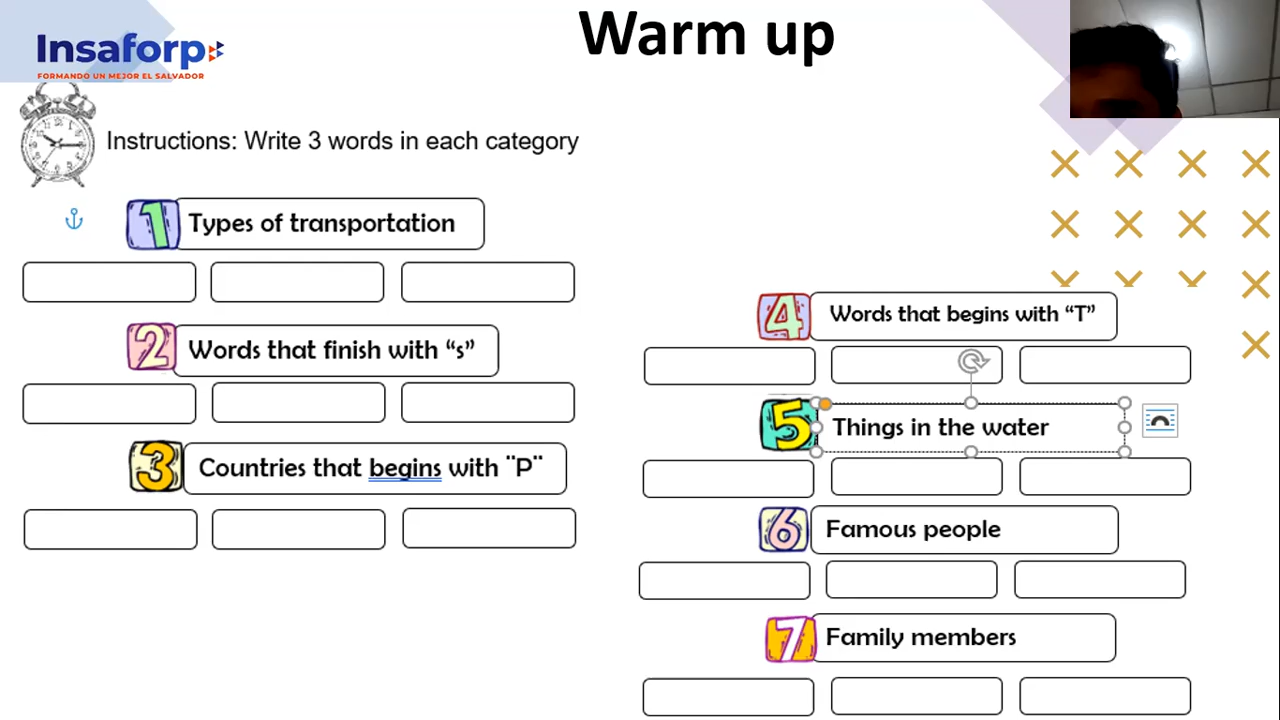 Warm up
Insaforp
FORMANDO UN MEJOR EL SALVADOR
Instructions: Write 3 words in each category
1 Types of transportation
2 Words that finish with “s”
3 Countries that begins with ¨P¨
4 Words that begins with “T”
5 Things in the water
6 Famous people
7 Family members